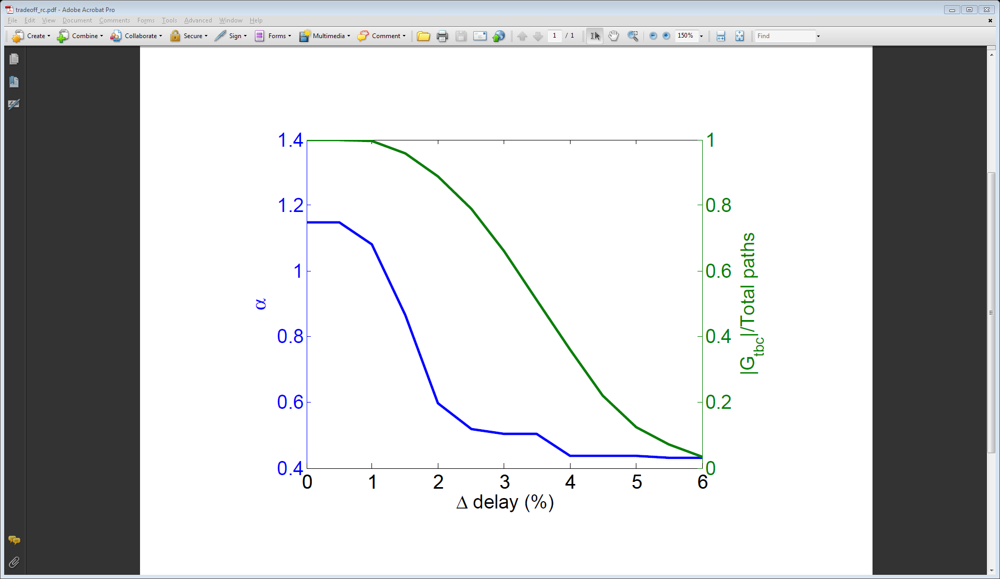 tradeoff_rc.pdf - Adobe Acrobat Pro
File Edit View Document Comments Forms Tools Advanced Window Help
Create Combine Collaborate Secure Sign Forms Multimedia Comment 1 / 1 150% Find
1.4
1.2
1
0.8
0.6
0.4
α
1
0.8
0.6
0.4
0.2
0
|Gtbc|/Total paths
0 1 2 3 4 5 6
Δ delay (%)